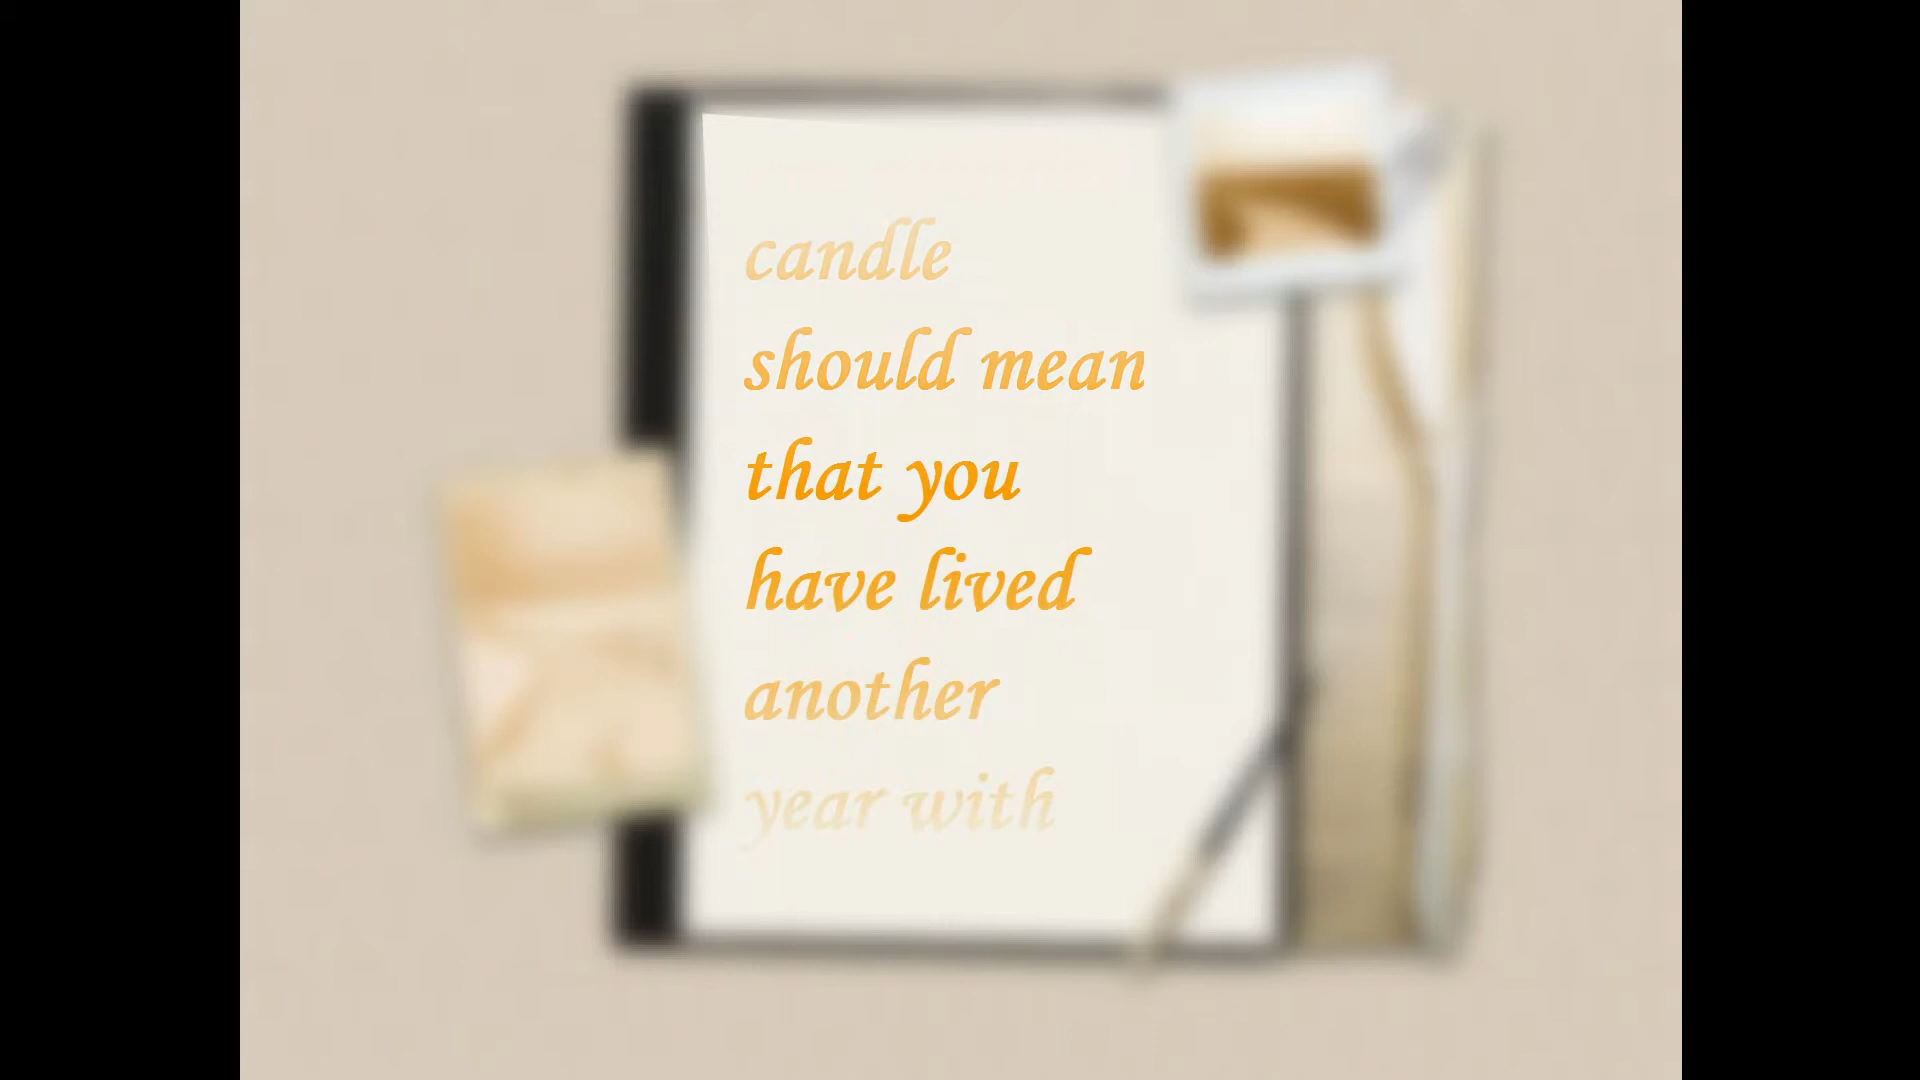 candle
should mean
that you
have lived
another
year with